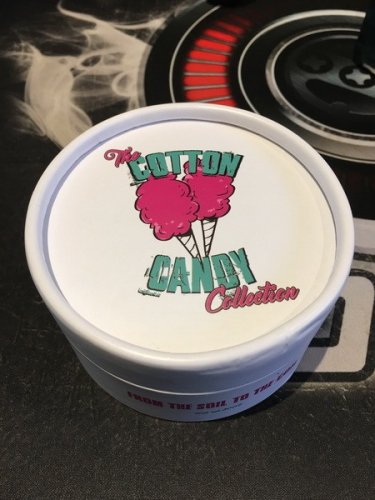 The
COTTON
CANDY
Collection
FROM THE SOIL TO THE